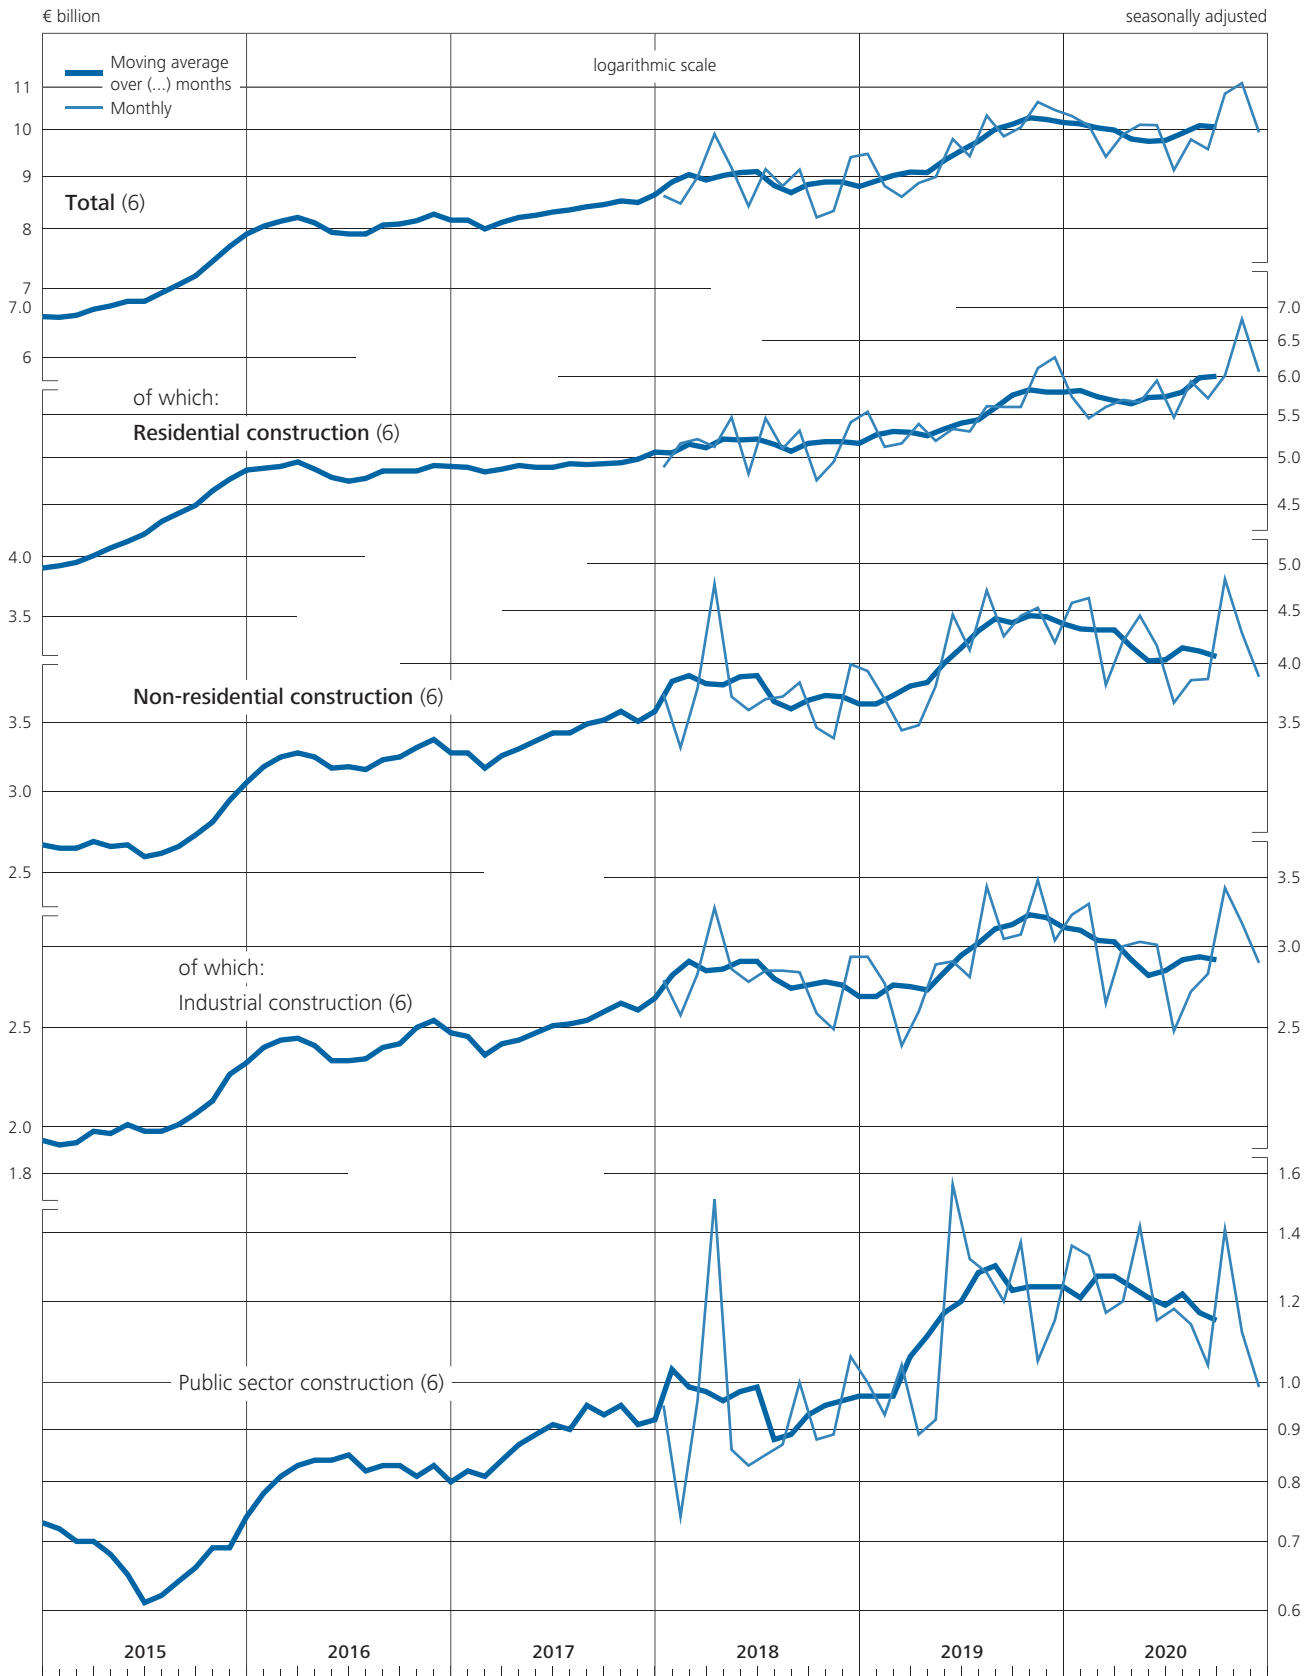 € billion
seasonally adjusted
Moving average
over (...) months
Monthly
logarithmic scale
11
10
9
8
7
7.0
6
Total (6)
7.0
6.5
6.0
5.5
5.0
4.5
of which:
Residential construction (6)
4.0
3.5
5.0
4.5
4.0
3.5
Non-residential construction (6)
3.5
3.0
2.5
3.5
3.0
2.5
of which:
Industrial construction (6)
2.5
2.0
1.8
1.6
1.4
1.2
1.0
0.9
0.8
0.7
0.6
Public sector construction (6)
2015 2016 2017 2018 2019 2020